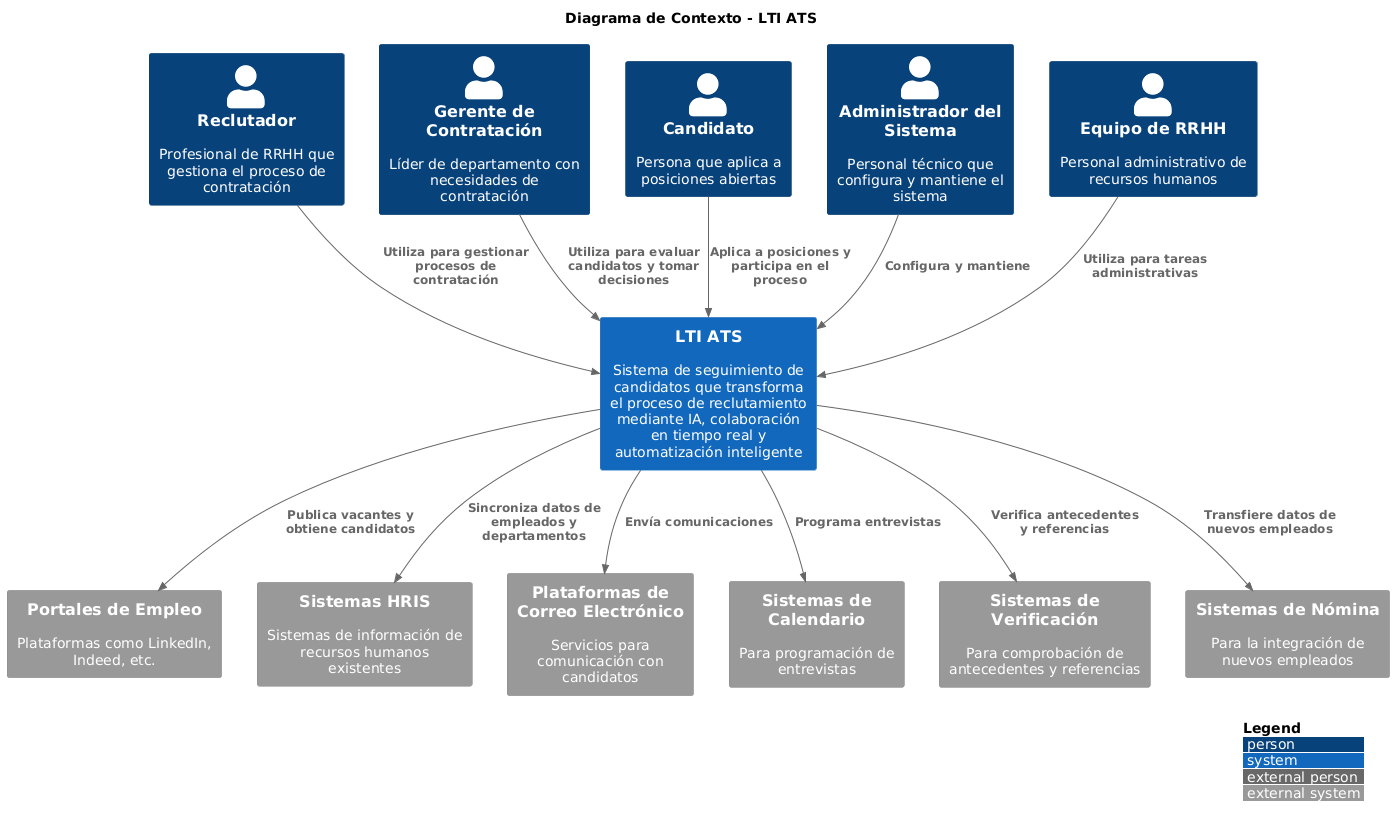 Diagrama de Contexto - LTI ATS
Reclutador
Profesional de RRHH que
gestiona el proceso de
contratación
Gerente de
Contratación
Líder de departamento con
necesidades de
contratación
Candidato
Persona que aplica a
posiciones abiertas
Administrador del
Sistema
Personal técnico que
configura y mantiene el
sistema
Equipo de RRHH
Personal administrativo de
recursos humanos
Utiliza para gestionar
procesos de
contratación
Utiliza para evaluar
candidatos y tomar
decisiones
Aplica a posiciones y
participa en el
proceso
Configura y mantiene
Utiliza para tareas
administrativas
LTI ATS
Sistema de seguimiento de
candidatos que transforma
el proceso de reclutamiento
mediante IA, colaboración
en tiempo real y
automatización inteligente
Publica vacantes y
obtiene candidatos
Sincroniza datos de
empleados y
departamentos
Envía comunicaciones
Programa entrevistas
Verifica antecedentes
y referencias
Transfiere datos de
nuevos empleados
Portales de Empleo
Plataformas como LinkedIn,
Indeed, etc.
Sistemas HRIS
Sistemas de información de
recursos humanos
existentes
Plataformas de
Correo Electrónico
Servicios para
comunicación con
candidatos
Sistemas de
Calendario
Para programación de
entrevistas
Sistemas de
Verificación
Para comprobación de
antecedentes y referencias
Sistemas de Nómina
Para la integración de
nuevos empleados
Legend
person
system
external person
external system